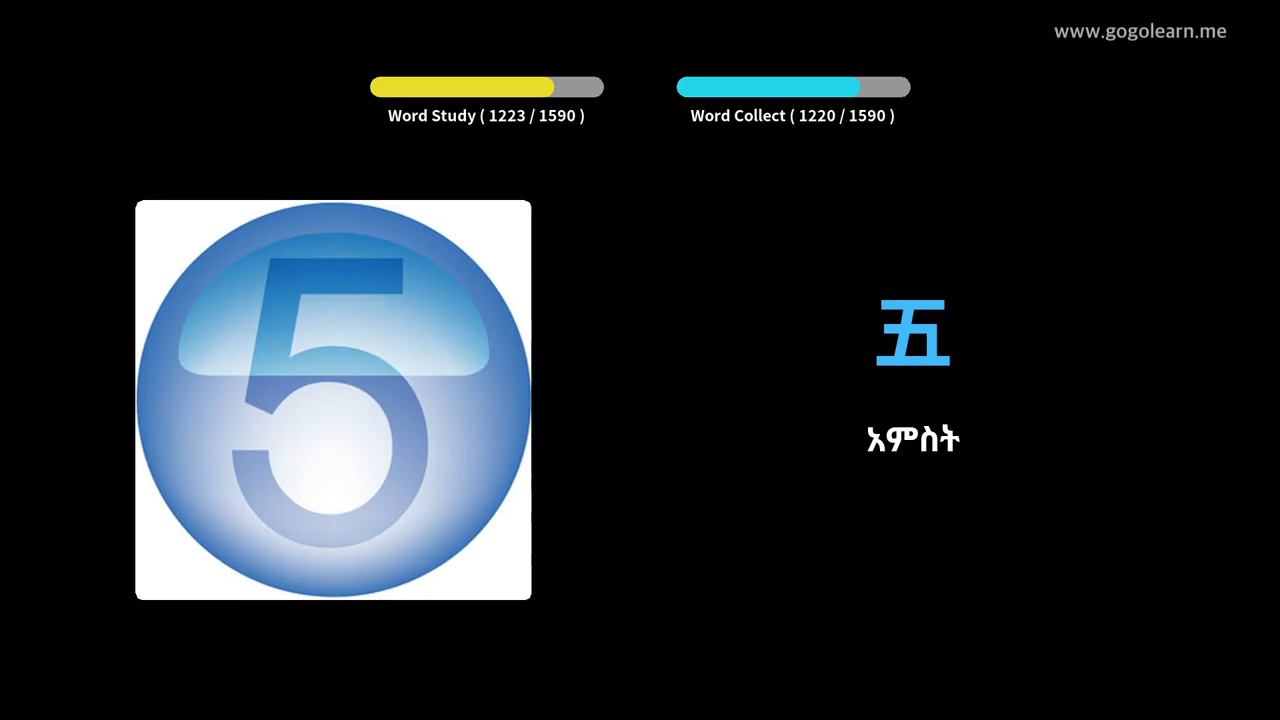 www.gogolearn.me
Word Study ( 1223 / 1590 )
Word Collect ( 1220 / 1590 )
5
五
አምስት